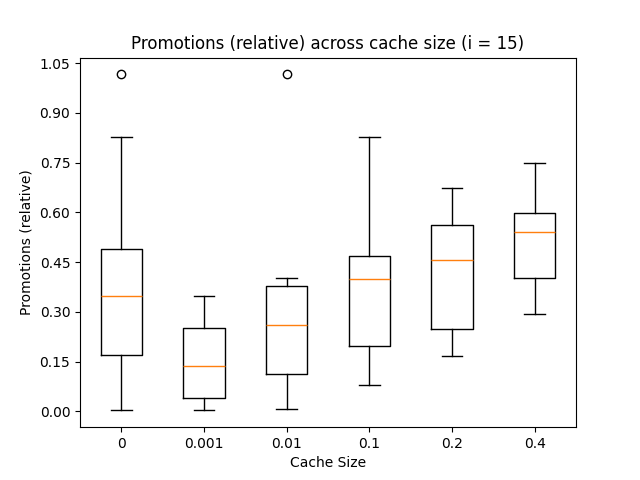 Promotions (relative) across cache size (i = 15)
1.05
0.90
0.75
0.60
0.45
0.30
0.15
0.00
Promotions (relative)
0 0.001 0.01 0.1 0.2 0.4
Cache Size